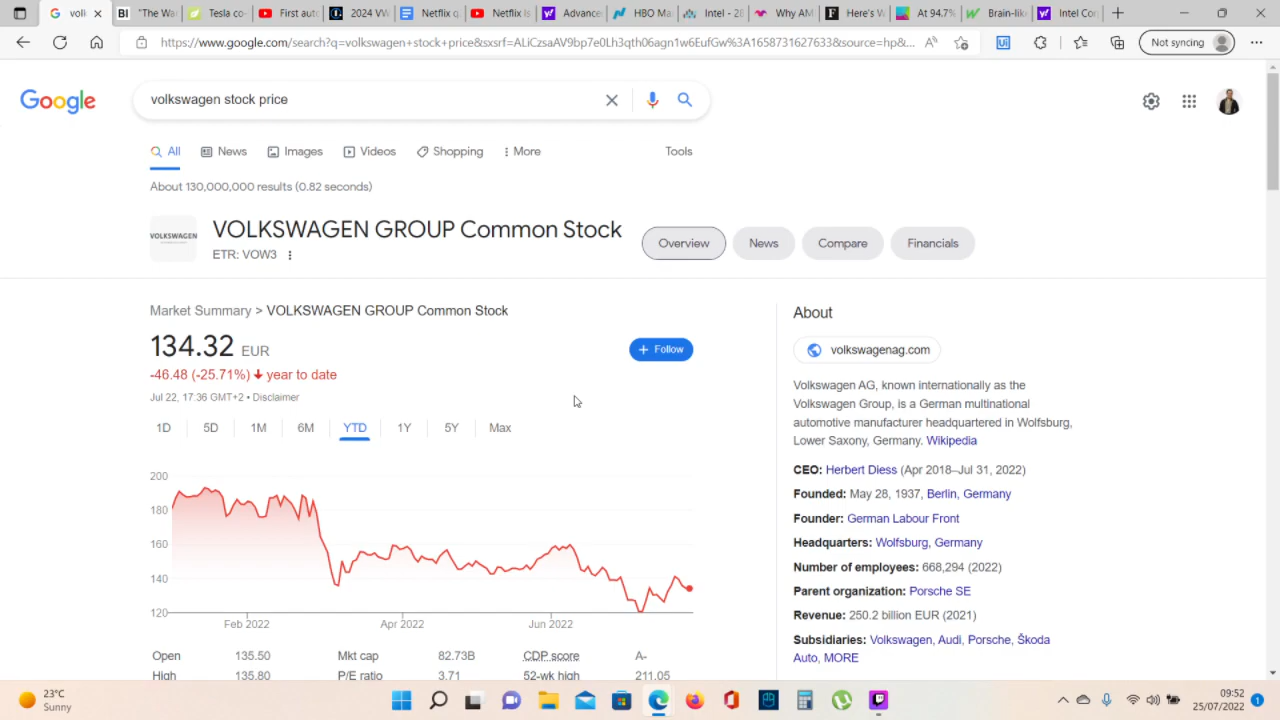 volk
"The Wa
Tesla co
First auto
2024 VW
Netflix q
Netflix Is
Advance
HBO Ma
Intel - 2
Why AM
Here's W
At 94.7%
Brain-like
Intel Cor
https://www.google.com/search?q=volkswagen+stock+price&sxsrf=ALiCzsaAV9bp7e0Lh3qth06agn1w6EufGw%3A1658731627633&source=hp&...
Not syncing
Google
volkswagen stock price
All
News
Images
Videos
Shopping
More
Tools
About 130,000,000 results (0.82 seconds)
VOLKSWAGEN
VOLKSWAGEN GROUP Common Stock
ETR: VOW3
Overview
News
Compare
Financials
Market Summary > VOLKSWAGEN GROUP Common Stock
134.32 EUR
+ Follow
-46.48 (-25.71%) ↓ year to date
Jul 22, 17:36 GMT+2 • Disclaimer
1D
5D
1M
6M
YTD
1Y
5Y
Max
200
180
160
140
120
Feb 2022
Apr 2022
Jun 2022
Open 135.50
Mkt cap 82.73B
CDP score A-
High 135.80
P/E ratio 3.71
52-wk high 211.05
About
volkswagenag.com
Volkswagen AG, known internationally as the
Volkswagen Group, is a German multinational
automotive manufacturer headquartered in Wolfsburg,
Lower Saxony, Germany. Wikipedia
CEO: Herbert Diess (Apr 2018–Jul 31, 2022)
Founded: May 28, 1937, Berlin, Germany
Founder: German Labour Front
Headquarters: Wolfsburg, Germany
Number of employees: 668,294 (2022)
Parent organization: Porsche SE
Revenue: 250.2 billion EUR (2021)
Subsidiaries: Volkswagen, Audi, Porsche, Škoda
Auto, MORE
23°C
Sunny
09:52
25/07/2022
1